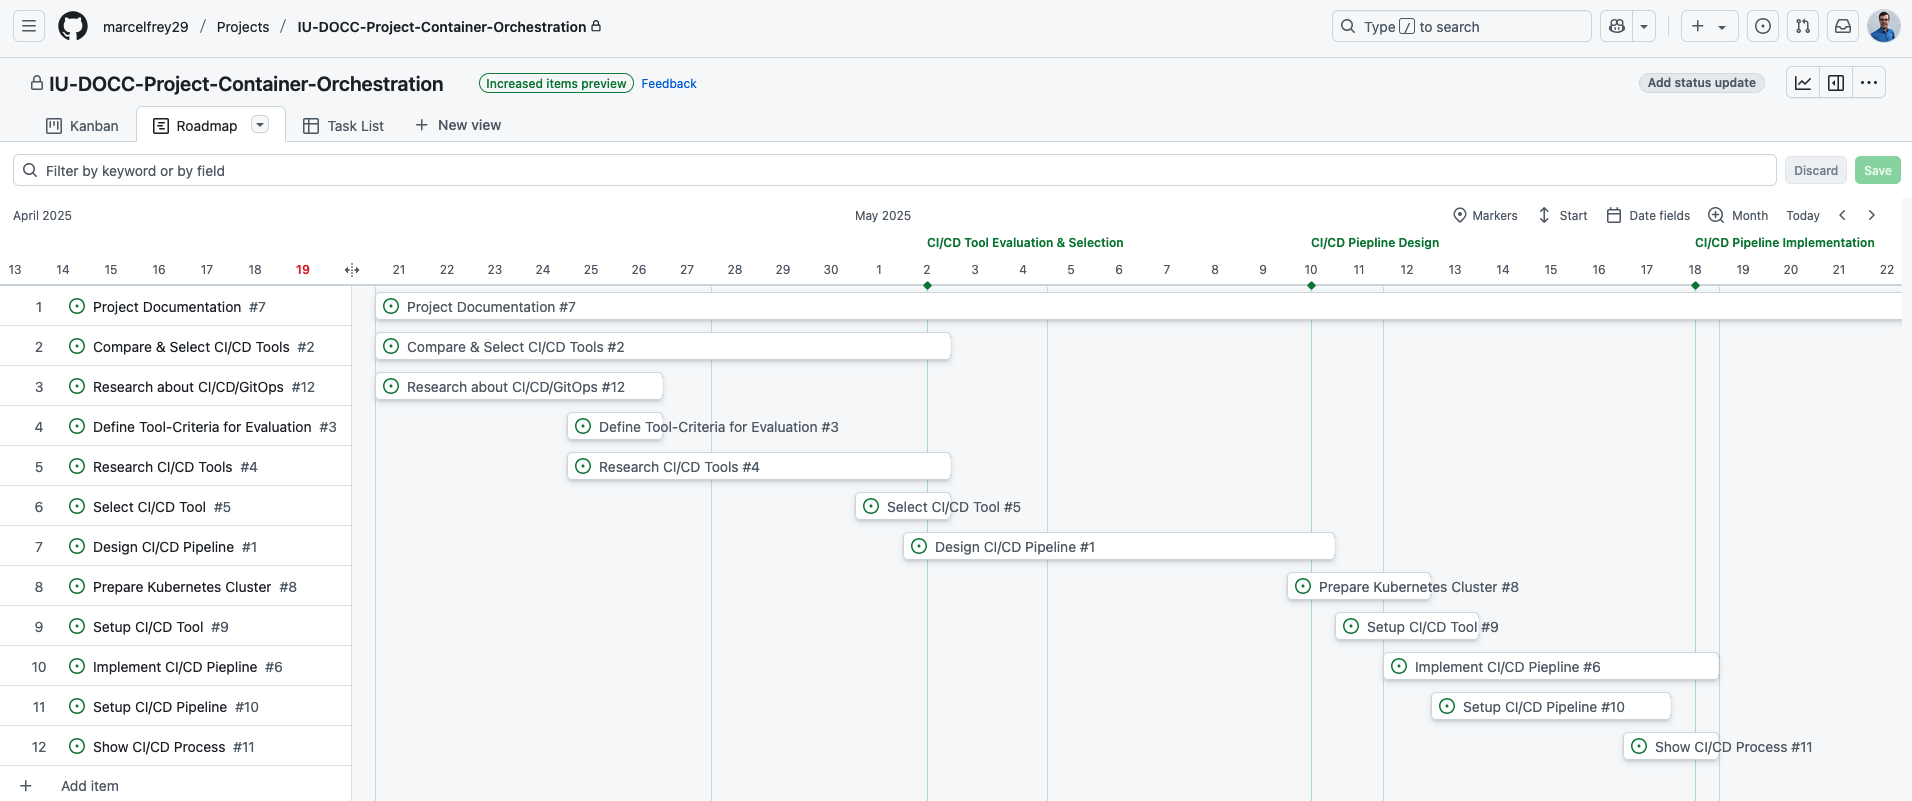 marcelfrey29 / Projects / IU-DOCC-Project-Container-Orchestration
Type / to search
IU-DOCC-Project-Container-Orchestration
Increased items preview
Feedback
Add status update
Kanban
Roadmap
Task List
New view
Filter by keyword or by field
Discard
Save
April 2025
May 2025
Markers
Start
Date fields
Month
Today
CI/CD Tool Evaluation & Selection
CI/CD Piepline Design
CI/CD Pipeline Implementation
13 14 15 16 17 18 19 21 22 23 24 25 26 27 28 29 30 1 2 3 4 5 6 7 8 9 10 11 12 13 14 15 16 17 18 19 20 21 22
1 Project Documentation #7
Project Documentation #7
2 Compare & Select CI/CD Tools #2
Compare & Select CI/CD Tools #2
3 Research about CI/CD/GitOps #12
Research about CI/CD/GitOps #12
4 Define Tool-Criteria for Evaluation #3
Define Tool-Criteria for Evaluation #3
5 Research CI/CD Tools #4
Research CI/CD Tools #4
6 Select CI/CD Tool #5
Select CI/CD Tool #5
7 Design CI/CD Pipeline #1
Design CI/CD Pipeline #1
8 Prepare Kubernetes Cluster #8
Prepare Kubernetes Cluster #8
9 Setup CI/CD Tool #9
Setup CI/CD Tool #9
10 Implement CI/CD Piepline #6
Implement CI/CD Piepline #6
11 Setup CI/CD Pipeline #10
Setup CI/CD Pipeline #10
12 Show CI/CD Process #11
Show CI/CD Process #11
Add item